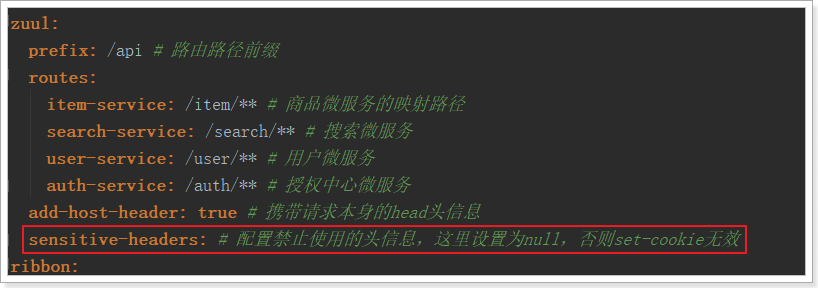 zuul:
  prefix: /api # 路由路径前缀
  routes:
    item-service: /item/** # 商品微服务的映射路径
    search-service: /search/** # 搜索微服务
    user-service: /user/** # 用户微服务
    auth-service: /auth/** # 授权中心微服务
  add-host-header: true # 携带请求本身的head头信息
  sensitive-headers: # 配置禁止使用的头信息，这里设置为null，否则set-cookie无效
ribbon: